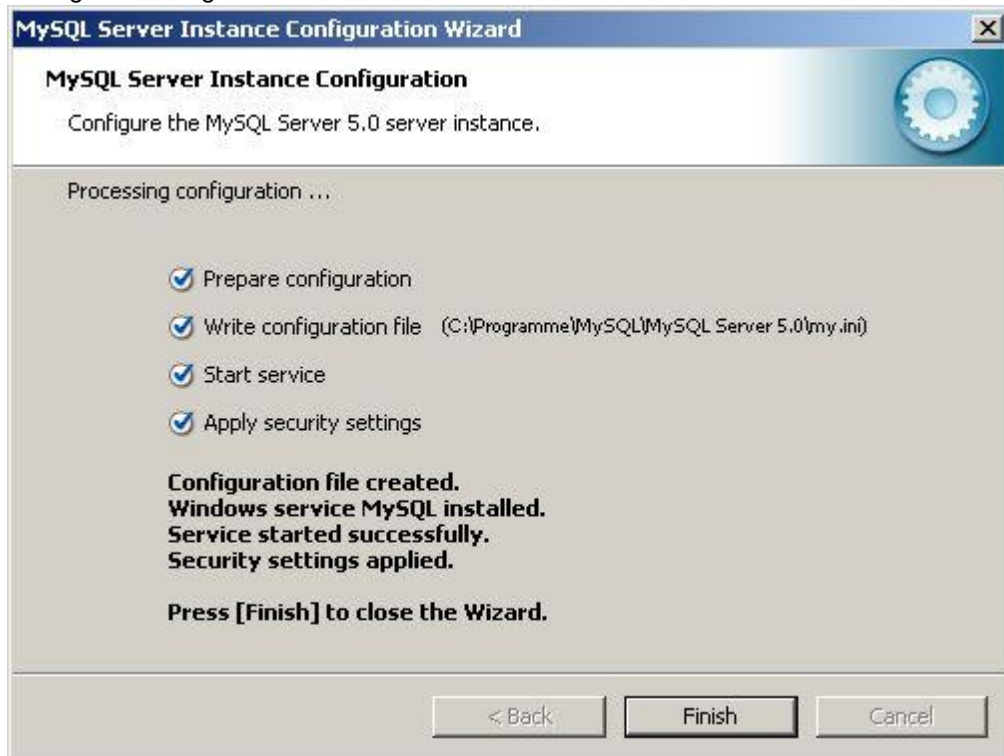 MySQL Server Instance Configuration Wizard
MySQL Server Instance Configuration
Configure the MySQL Server 5.0 server instance.
Processing configuration ...
Prepare configuration
Write configuration file (C:\Programme\MySQL\MySQL Server 5.0\my.ini)
Start service
Apply security settings
Configuration file created.
Windows service MySQL installed.
Service started successfully.
Security settings applied.
Press [Finish] to close the Wizard.
< Back Finish Cancel